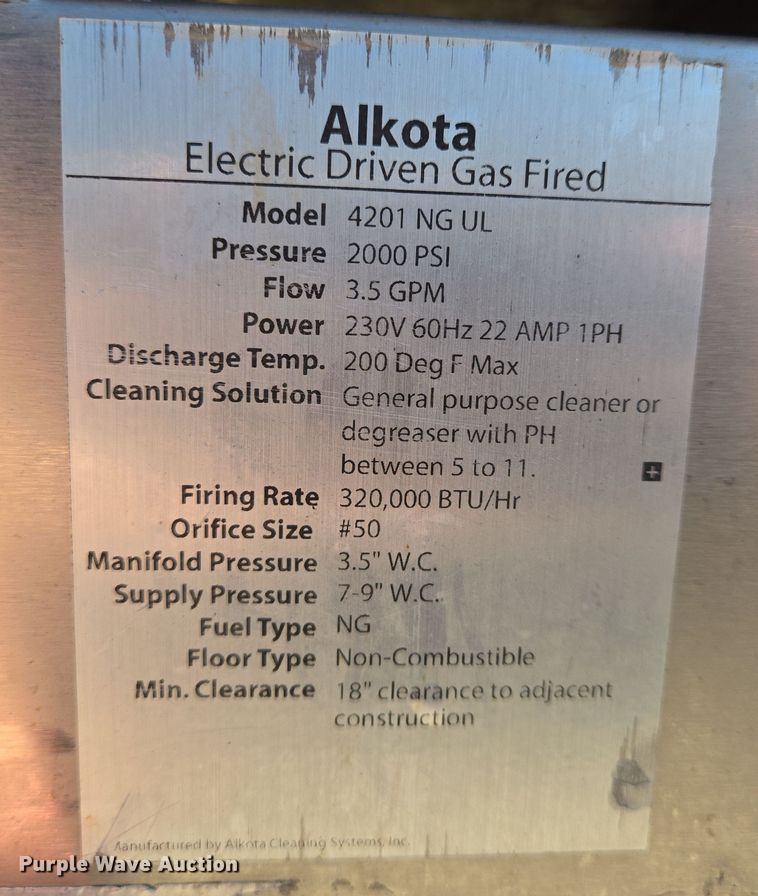 Alkota
Electric Driven Gas Fired
Model 4201 NG UL
Pressure 2000 PSI
Flow 3.5 GPM
Power 230V 60Hz 22 AMP 1PH
Discharge Temp. 200 Deg F Max
Cleaning Solution General purpose cleaner or
degreaser with PH
between 5 to 11.
Firing Rate 320,000 BTU/Hr
Orifice Size #50
Manifold Pressure 3.5" W.C.
Supply Pressure 7-9" W.C.
Fuel Type NG
Floor Type Non-Combustible
Min. Clearance 18" clearance to adjacent
construction
Manufactured by Alkota Cleaning Systems, Inc.
Purple Wave Auction